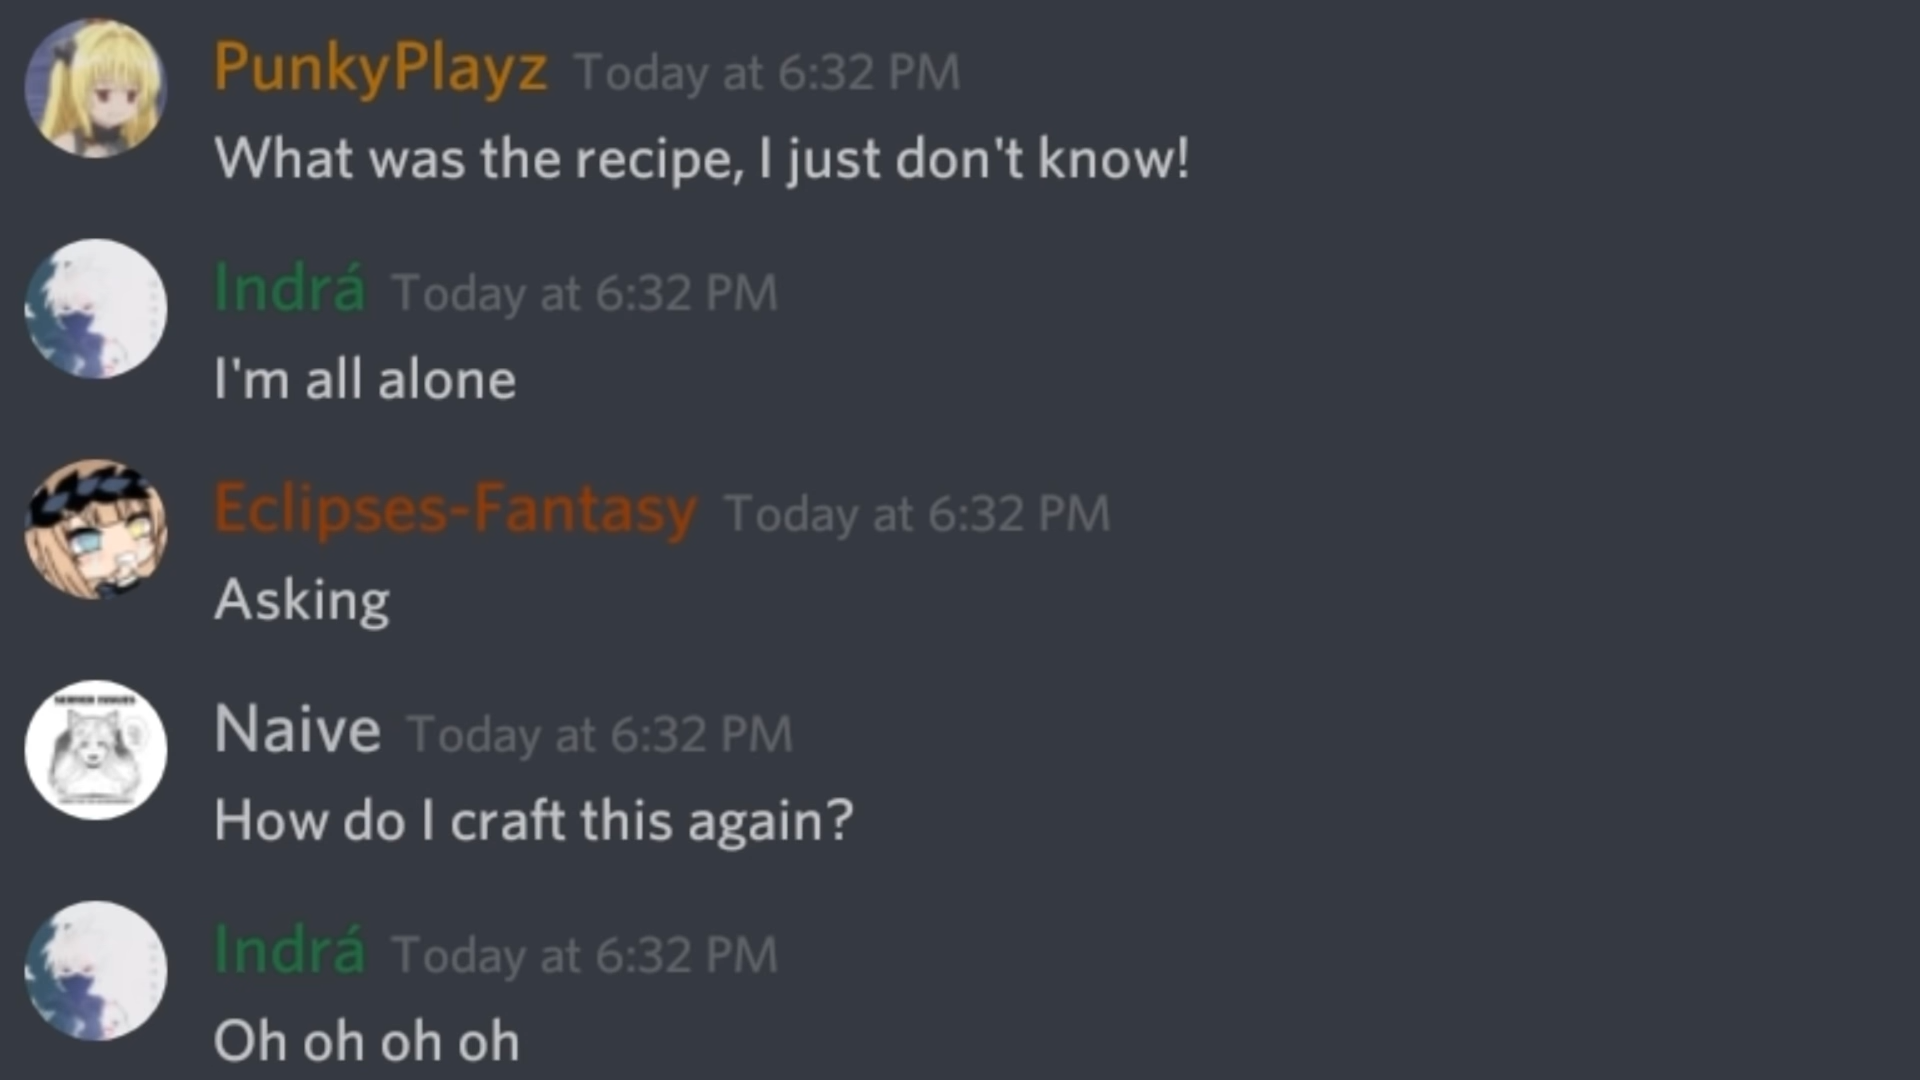 PunkyPlayz Today at 6:32 PM
What was the recipe, I just don't know!
Indrá Today at 6:32 PM
I'm all alone
Eclipses-Fantasy Today at 6:32 PM
Asking
Naive Today at 6:32 PM
How do I craft this again?
Indrá Today at 6:32 PM
Oh oh oh oh